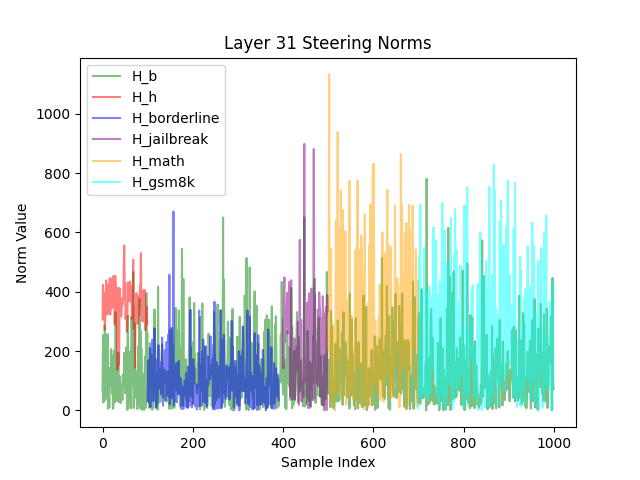 Layer 31 Steering Norms
H_b
H_h
H_borderline
H_jailbreak
H_math
H_gsm8k
Norm Value
1000
800
600
400
200
0
0 200 400 600 800 1000
Sample Index